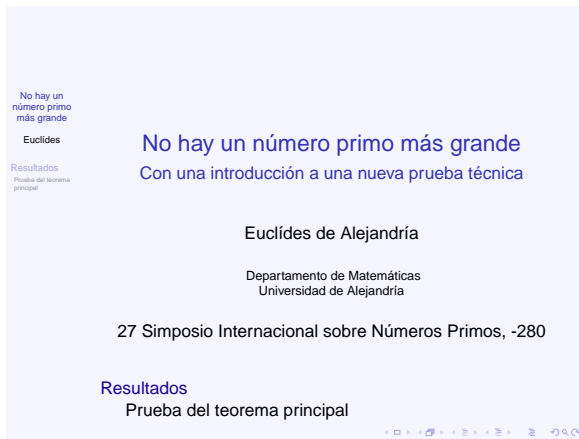 No hay un
número primo
más grande
Euclídes
Resultados
Prueba del teorema
principal
No hay un número primo más grande
Con una introducción a una nueva prueba técnica
Euclídes de Alejandría
Departamento de Matemáticas
Universidad de Alejandría
27 Simposio Internacional sobre Números Primos, -280
Resultados
Prueba del teorema principal